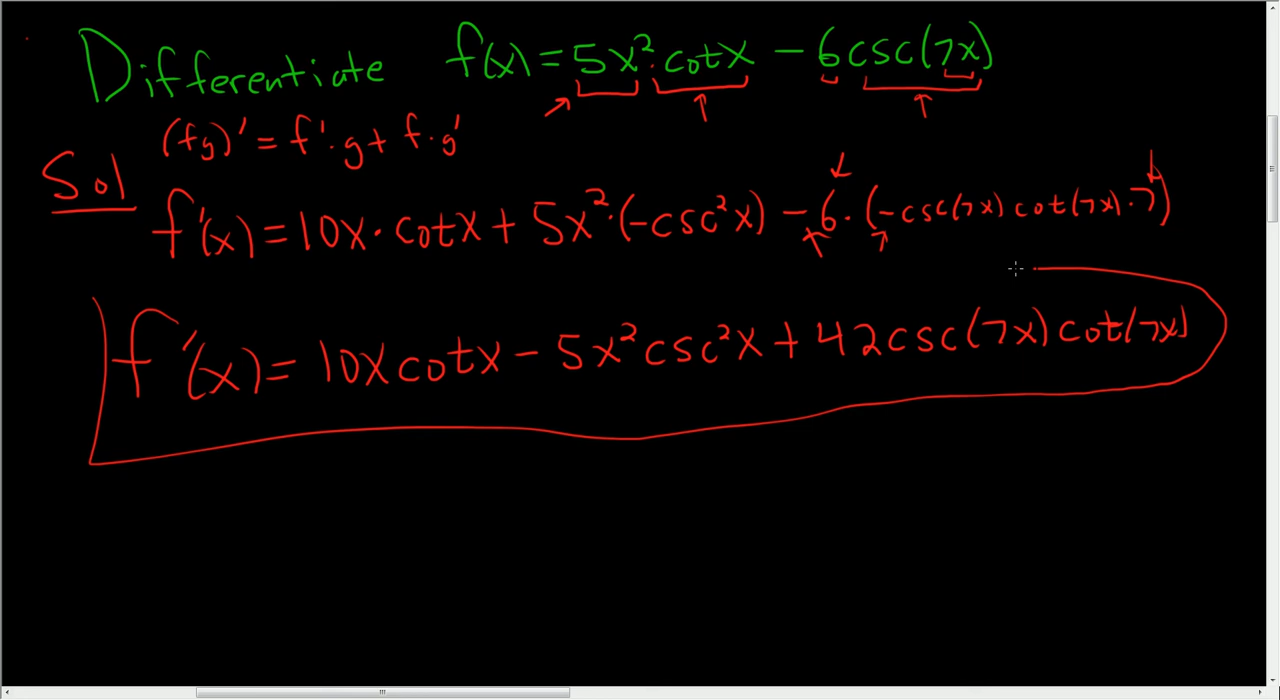 Differentiate f(x) = 5x² · cotx − 6csc(7x)
(fg)' = f' · g + f · g'
Sol
f'(x) = 10x · cotx + 5x² · (−csc²x) − 6 · (−csc(7x) cot(7x) · 7)
f'(x) = 10xcotx − 5x²csc²x + 42csc(7x)cot(7x)